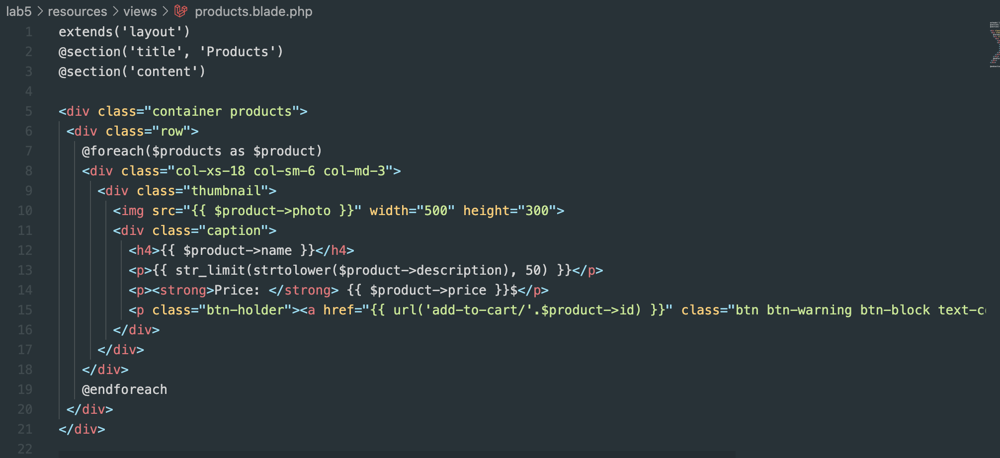 lab5 > resources > views > products.blade.php
1 extends('layout')
2 @section('title', 'Products')
3 @section('content')
4
5 <div class="container products">
6 <div class="row">
7 @foreach($products as $product)
8 <div class="col-xs-18 col-sm-6 col-md-3">
9 <div class="thumbnail">
10 <img src="{{ $product->photo }}" width="500" height="300">
11 <div class="caption">
12 <h4>{{ $product->name }}</h4>
13 <p>{{ str_limit(strtolower($product->description), 50) }}</p>
14 <p><strong>Price: </strong> {{ $product->price }}$</p>
15 <p class="btn-holder"><a href="{{ url('add-to-cart/'.$product->id) }}" class="btn btn-warning btn-block
16 </div>
17 </div>
18 </div>
19 @endforeach
20 </div>
21 </div>
22